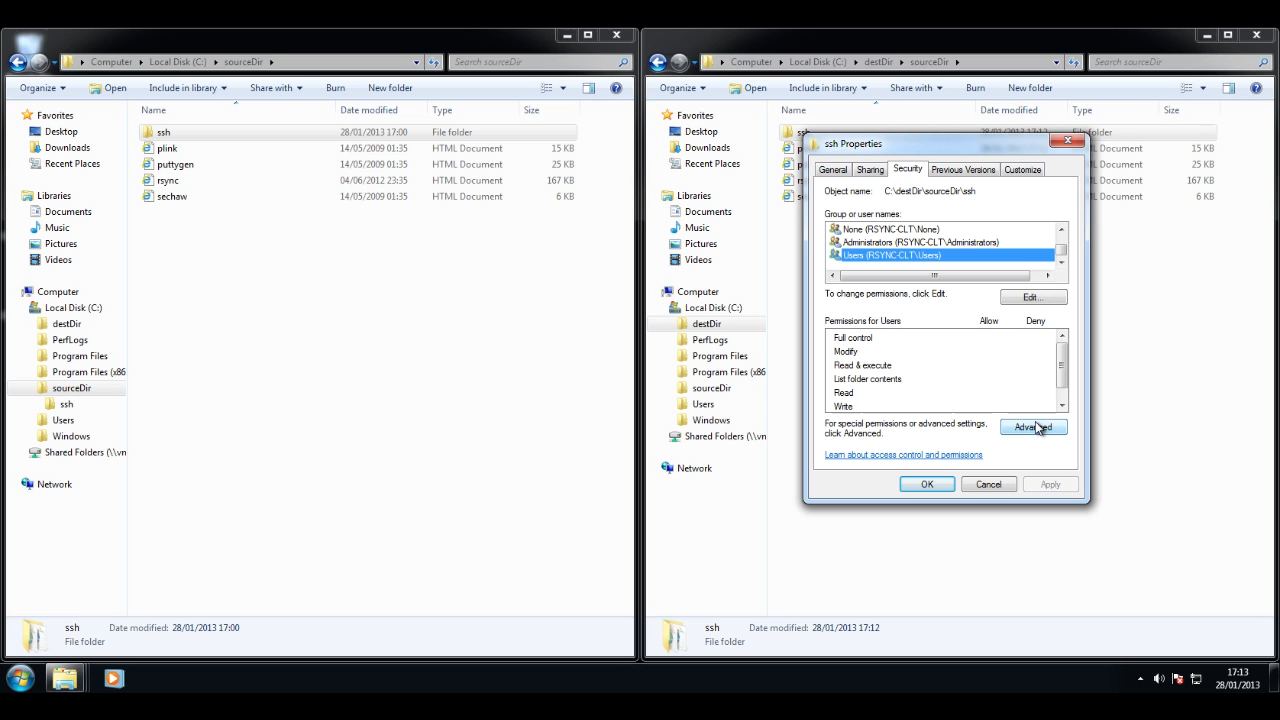 Computer Local Disk (C:) sourceDir
Search sourceDir
Organize Open Include in library Share with Burn New folder
Favorites
Desktop
Downloads
Recent Places
Libraries
Documents
Music
Pictures
Videos
Computer
Local Disk (C:)
destDir
PerfLogs
Program Files
Program Files (x86
sourceDir
ssh
Users
Windows
Shared Folders (\\vn
Network
Name Date modified Type Size
ssh 28/01/2013 17:00 File folder
plink 14/05/2009 01:35 HTML Document 15 KB
puttygen 14/05/2009 01:35 HTML Document 25 KB
rsync 04/06/2012 23:35 HTML Document 167 KB
sechaw 14/05/2009 01:35 HTML Document 6 KB
ssh Date modified: 28/01/2013 17:00
File folder
Computer Local Disk (C:) destDir sourceDir
Search sourceDir
Organize Open Include in library Share with Burn New folder
Favorites
Desktop
Downloads
Recent Places
Libraries
Documents
Music
Pictures
Videos
Computer
Local Disk (C:)
destDir
PerfLogs
Program Files
Program Files (x86
sourceDir
Users
Windows
Shared Folders (\\vn
Network
Name Date modified Type Size
File folder
HTML Document 15 KB
HTML Document 25 KB
HTML Document 167 KB
HTML Document 6 KB
ssh Properties
General Sharing Security Previous Versions Customize
Object name: C:\destDir\sourceDir\ssh
Group or user names:
None (RSYNC-CLT\None)
Administrators (RSYNC-CLT\Administrators)
Users (RSYNC-CLT\Users)
To change permissions, click Edit.
Edit...
Permissions for Users Allow Deny
Full control
Modify
Read & execute
List folder contents
Read
Write
For special permissions or advanced settings,
click Advanced.
Advanced
Learn about access control and permissions
OK Cancel Apply
ssh Date modified: 28/01/2013 17:12
File folder
17:13
28/01/2013